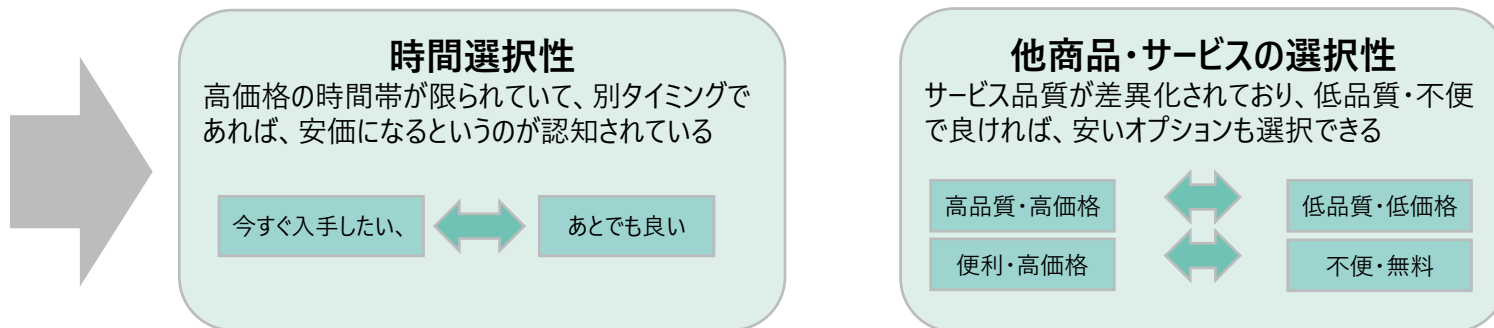 時間選択性
高価格の時間帯が限られていて、別タイミングで
あれば、安価になるというのが認知されている
今すぐ入手したい、
あとでも良い
他商品・サービスの選択性
サービス品質が差異化されており、低品質・不便
で良ければ、安いオプションも選択できる
高品質・高価格
低品質・低価格
便利・高価格
不便・無料